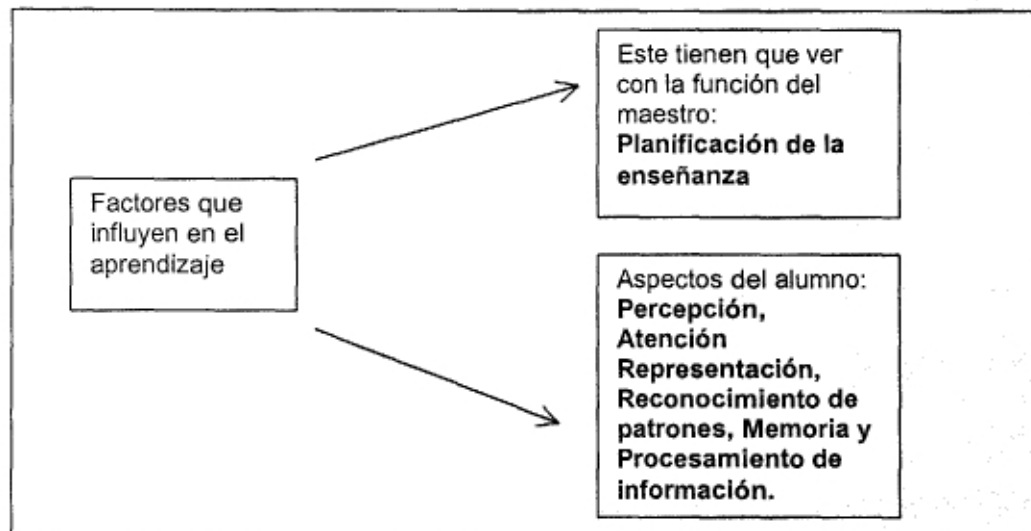 Factores que
influyen en el
aprendizaje
Este tienen que ver
con la función del
maestro:
Planificación de la
enseñanza
Aspectos del alumno:
Percepción,
Atención
Representación,
Reconocimiento de
patrones, Memoria y
Procesamiento de
información.